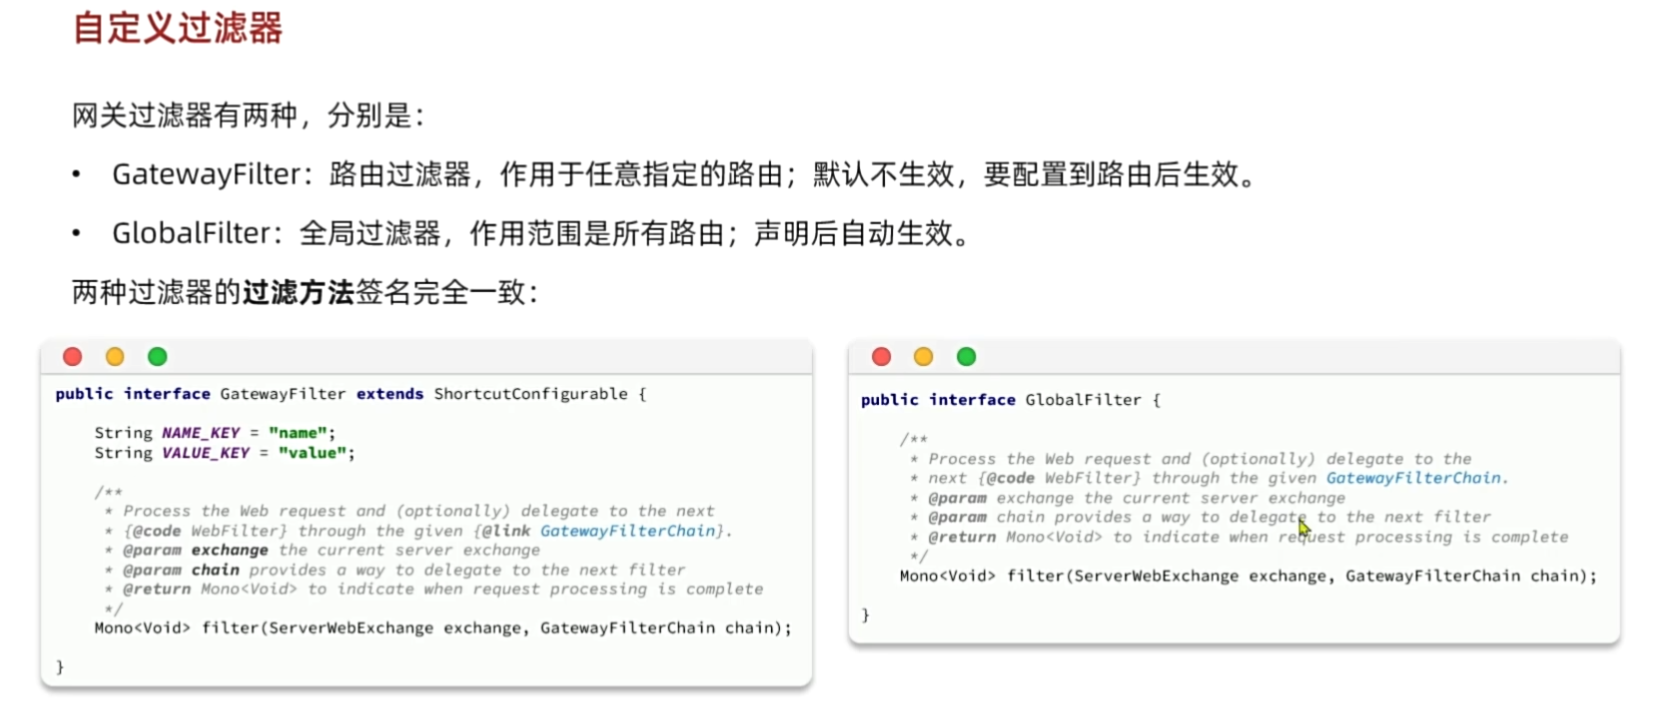 自定义过滤器
网关过滤器有两种，分别是：
• GatewayFilter：路由过滤器，作用于任意指定的路由；默认不生效，要配置到路由后生效。
• GlobalFilter：全局过滤器，作用范围是所有路由；声明后自动生效。
两种过滤器的过滤方法签名完全一致：
public interface GatewayFilter extends ShortcutConfigurable {
String NAME_KEY = "name";
String VALUE_KEY = "value";
/**
* Process the Web request and (optionally) delegate to the next
* {@code WebFilter} through the given {@link GatewayFilterChain}.
* @param exchange the current server exchange
* @param chain provides a way to delegate to the next filter
* @return Mono<Void> to indicate when request processing is complete
*/
Mono<Void> filter(ServerWebExchange exchange, GatewayFilterChain chain);
}
public interface GlobalFilter {
/**
* Process the Web request and (optionally) delegate to the
* next {@code WebFilter} through the given GatewayFilterChain.
* @param exchange the current server exchange
* @param chain provides a way to delegate to the next filter
* @return Mono<Void> to indicate when request processing is complete
*/
Mono<Void> filter(ServerWebExchange exchange, GatewayFilterChain chain);
}